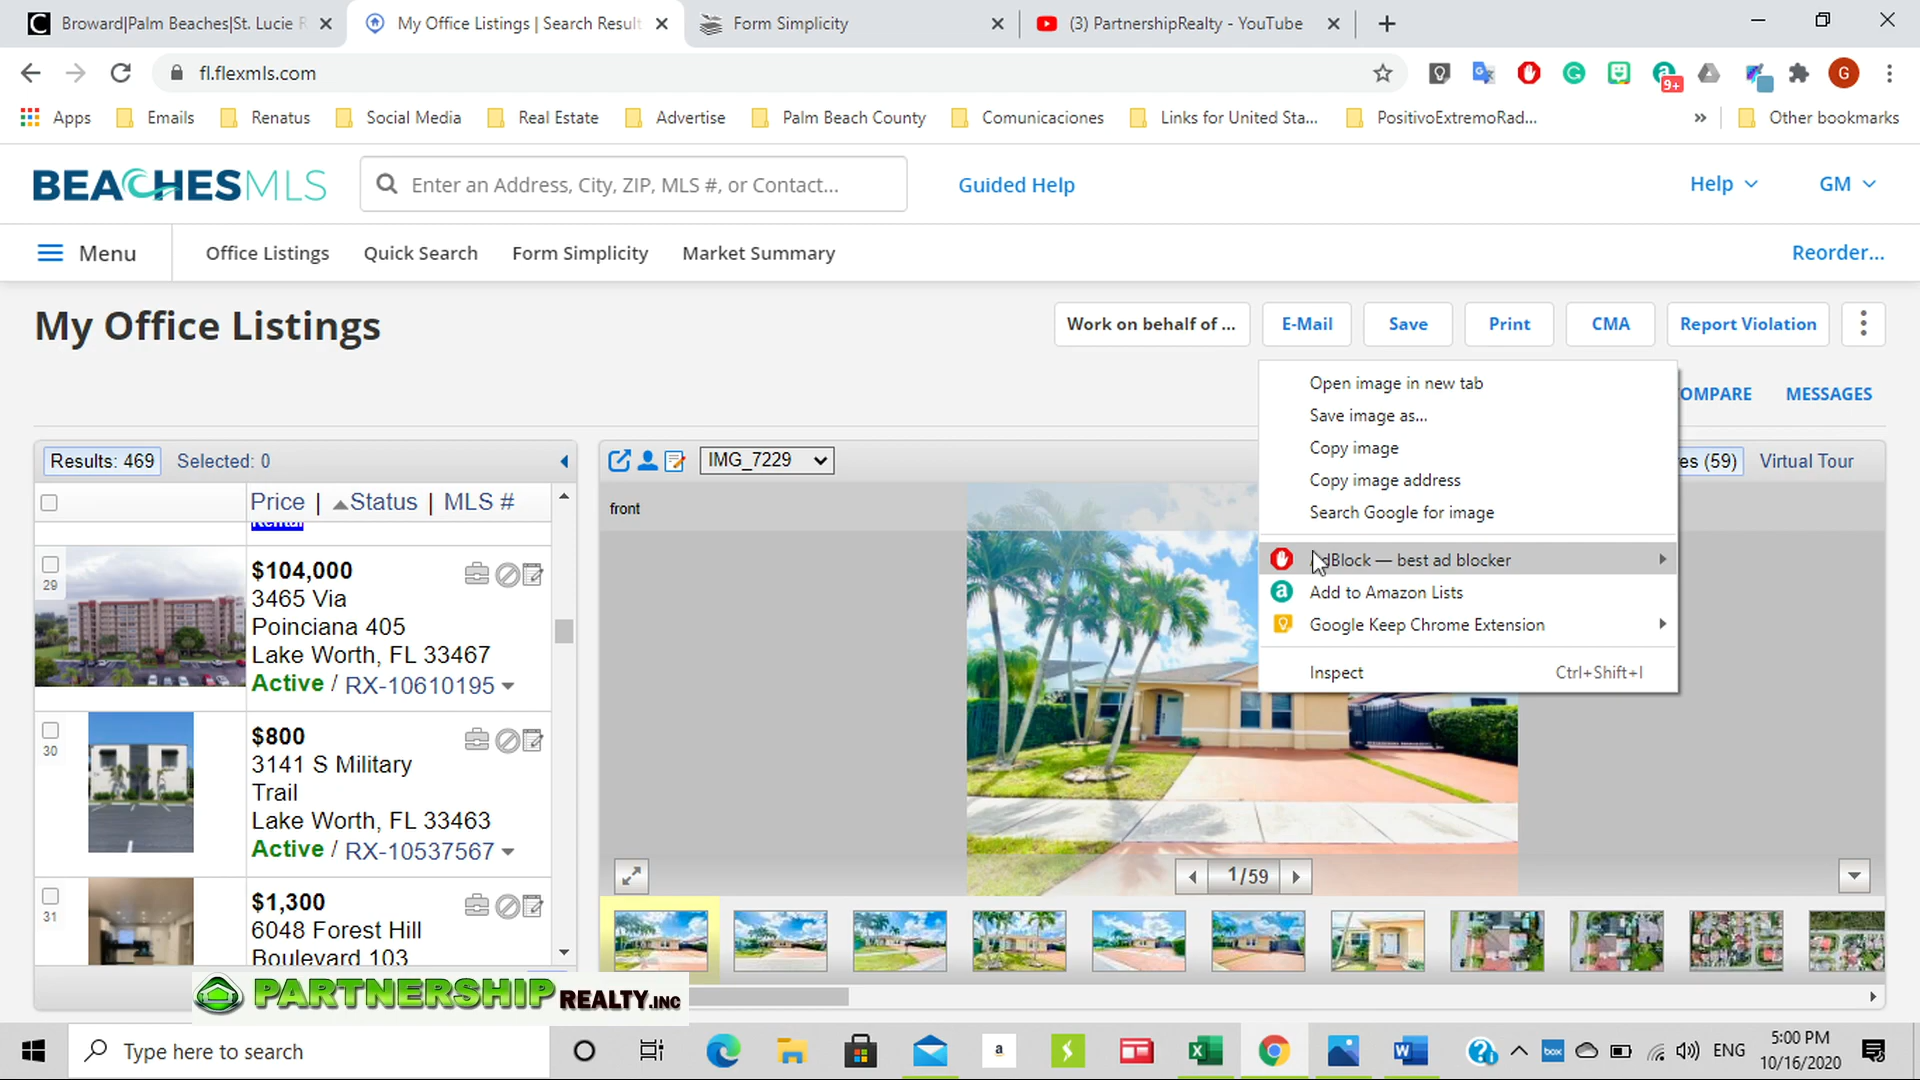 Broward|Palm Beaches|St. Lucie R
My Office Listings | Search Result
Form Simplicity
(3) PartnershipRealty - YouTube
fl.flexmls.com
9+
G
Apps
Emails
Renatus
Social Media
Real Estate
Advertise
Palm Beach County
Comunicaciones
Links for United Sta...
PositivoExtremoRad...
Other bookmarks
BEACHESMLS
Enter an Address, City, ZIP, MLS #, or Contact...
Guided Help
Help
GM
Menu
Office Listings
Quick Search
Form Simplicity
Market Summary
Reorder...
My Office Listings
Work on behalf of ...
E-Mail
Save
Print
CMA
Report Violation
OMPARE
MESSAGES
Open image in new tab
Save image as...
Copy image
Copy image address
Search Google for image
AdBlock — best ad blocker
Add to Amazon Lists
Google Keep Chrome Extension
Inspect
Ctrl+Shift+I
Results: 469
Selected: 0
IMG_7229
es (59)
Virtual Tour
Price | Status | MLS #
Rental
front
29
$104,000
3465 Via
Poinciana 405
Lake Worth, FL 33467
Active / RX-10610195
30
$800
3141 S Military
Trail
Lake Worth, FL 33463
Active / RX-10537567
31
$1,300
6048 Forest Hill
Boulevard 103
1/59
PARTNERSHIP REALTY.INC
Type here to search
a
box
ENG
5:00 PM
10/16/2020